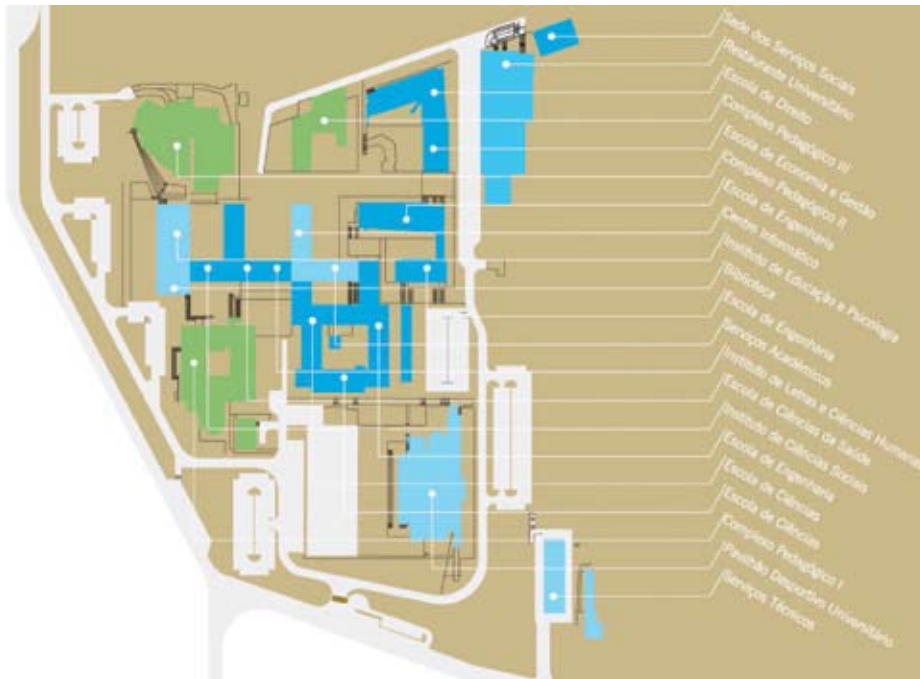 Sede dos Serviços Sociais
Restaurante Universitário
Escola de Direito
Complexo Pedagógico III
Escola de Economia e Gestão
Complexo Pedagógico II
Escola de Engenharia
Centro Informático
Instituto de Educação e Psicologia
Biblioteca
Escola de Engenharia
Serviços Académicos
Instituto de Letras e Ciências Humanas
Escola de Ciências da Saúde
Instituto de Ciências Sociais
Escola de Engenharia
Escola de Ciências
Escola de Ciências
Complexo Pedagógico I
Pavilhão Desportivo Universitário
Serviços Técnicos